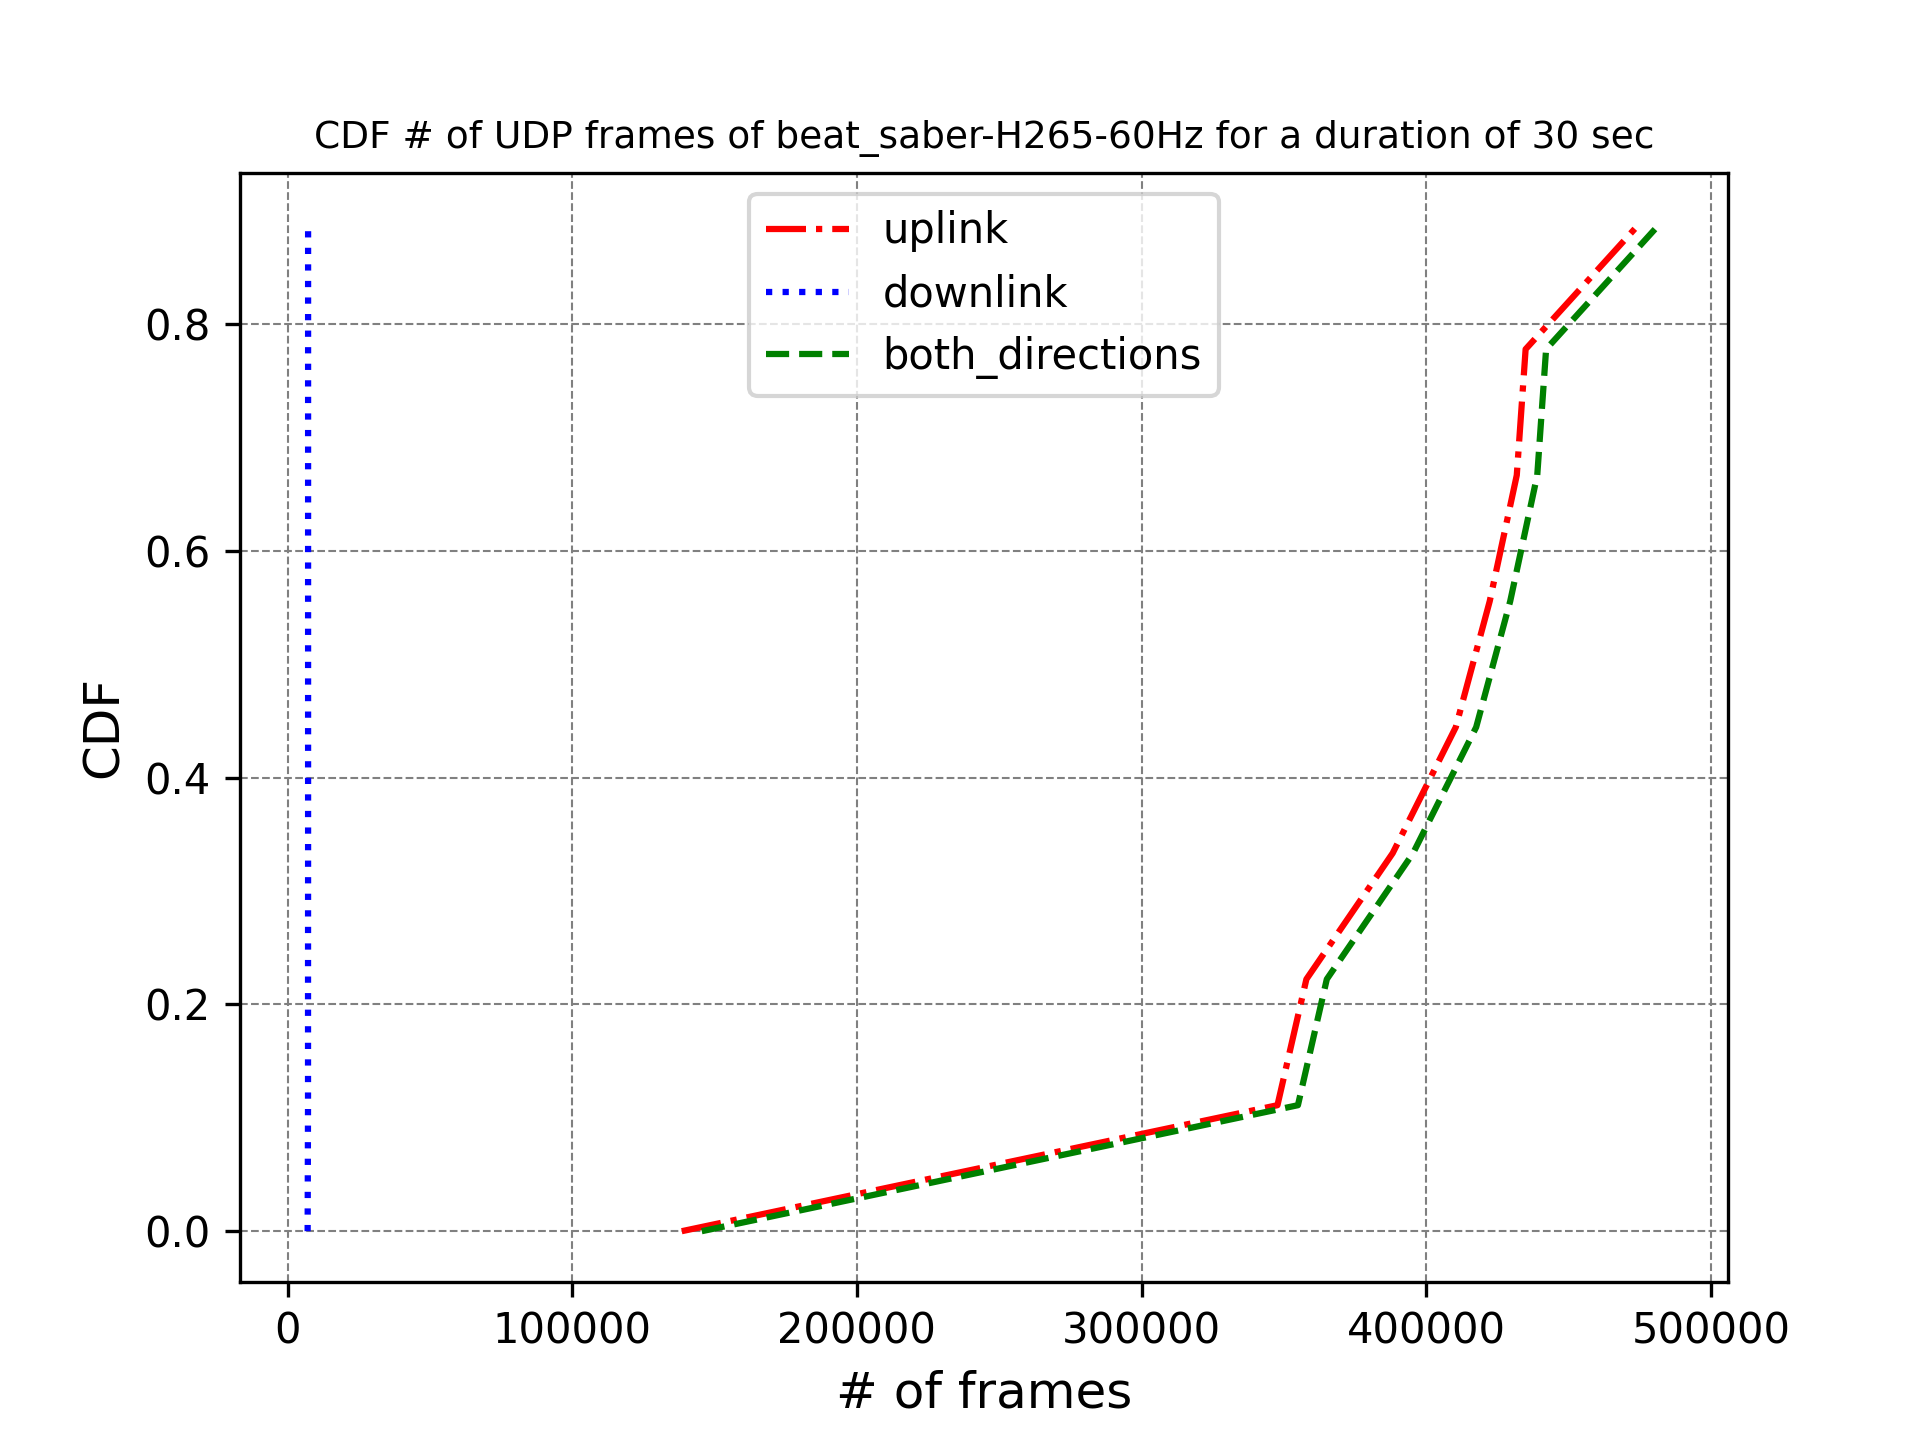 CDF # of UDP frames of beat_saber-H265-60Hz for a duration of 30 sec
uplink
downlink
both_directions
CDF
0.8
0.6
0.4
0.2
0.0
0 100000 200000 300000 400000 500000
# of frames